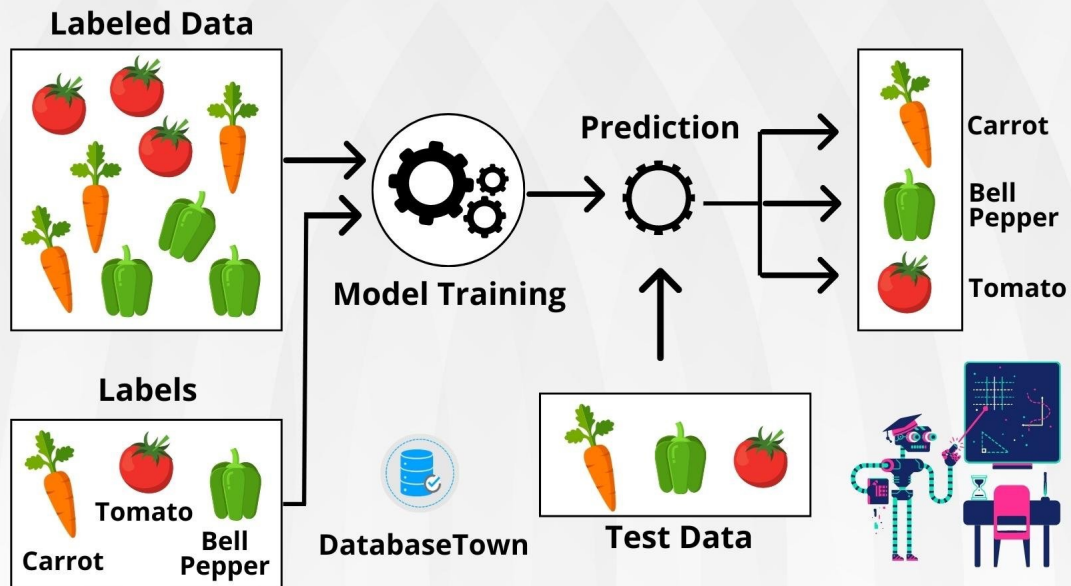 Labeled Data
Model Training
Prediction
Carrot
Bell
Pepper
Tomato
Labels
Carrot
Tomato
Bell
Pepper
DatabaseTown
Test Data